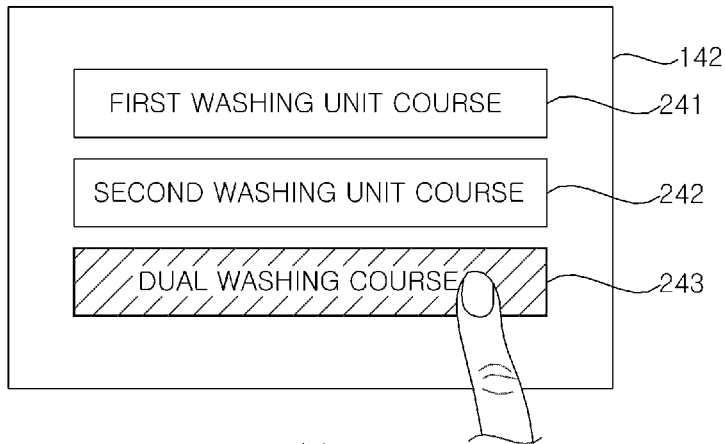 142
FIRST WASHING UNIT COURSE
241
SECOND WASHING UNIT COURSE
242
DUAL WASHING COURSE
243